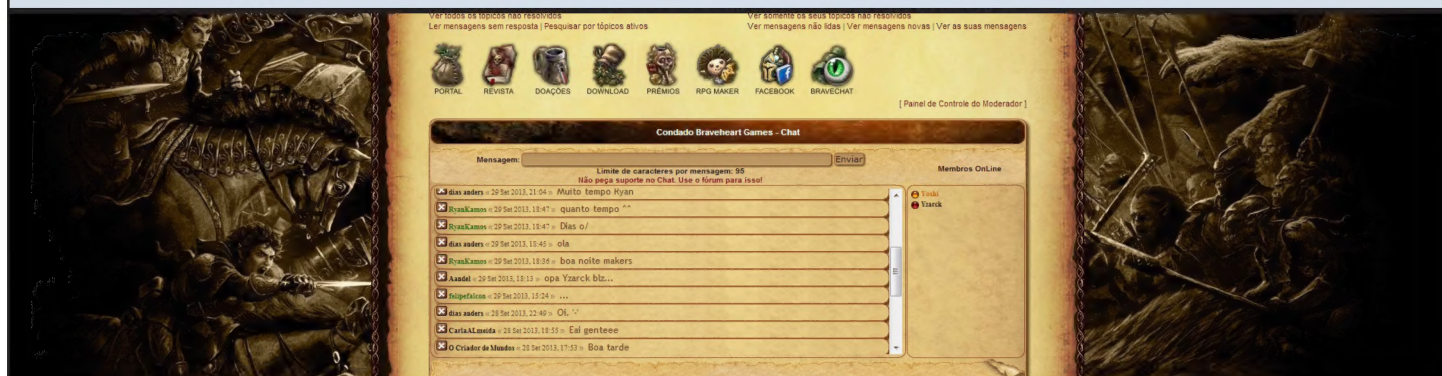 Ver todos os tópicos não resolvidos
Ver somente os seus tópicos não resolvidos
Ler mensagens sem resposta | Pesquisar por tópicos ativos
Ver mensagens não lidas | Ver mensagens novas | Ver as suas mensagens
PORTAL REVISTA DOAÇÕES DOWNLOAD PRÊMIOS RPG MAKER FACEBOOK BRAVECHAT
[ Painel de Controle do Moderador ]
Condado Braveheart Games - Chat
Mensagem: Enviar
Limite de caracteres por mensagem: 95
Não peça suporte no Chat. Use o fórum para isso!
Membros OnLine
dias anders « 29 Set 2013, 21:04 » Muito tempo Ryan
RyanKamos « 29 Set 2013, 18:47 » quanto tempo ^^
RyanKamos « 29 Set 2013, 18:47 » Dias o/
dias anders « 29 Set 2013, 18:45 » ola
RyanKamos « 29 Set 2013, 18:36 » boa noite makers
Aandel « 29 Set 2013, 18:13 » opa Yzarck blz...
felipefalcon « 29 Set 2013, 15:24 » ...
dias anders « 28 Set 2013, 22:49 » Oi. '-'
CarlaALmeida « 28 Set 2013, 18:55 » Eai genteee
O Criador de Mundos « 28 Set 2013, 17:53 » Boa tarde
Yoshi
Yzarck